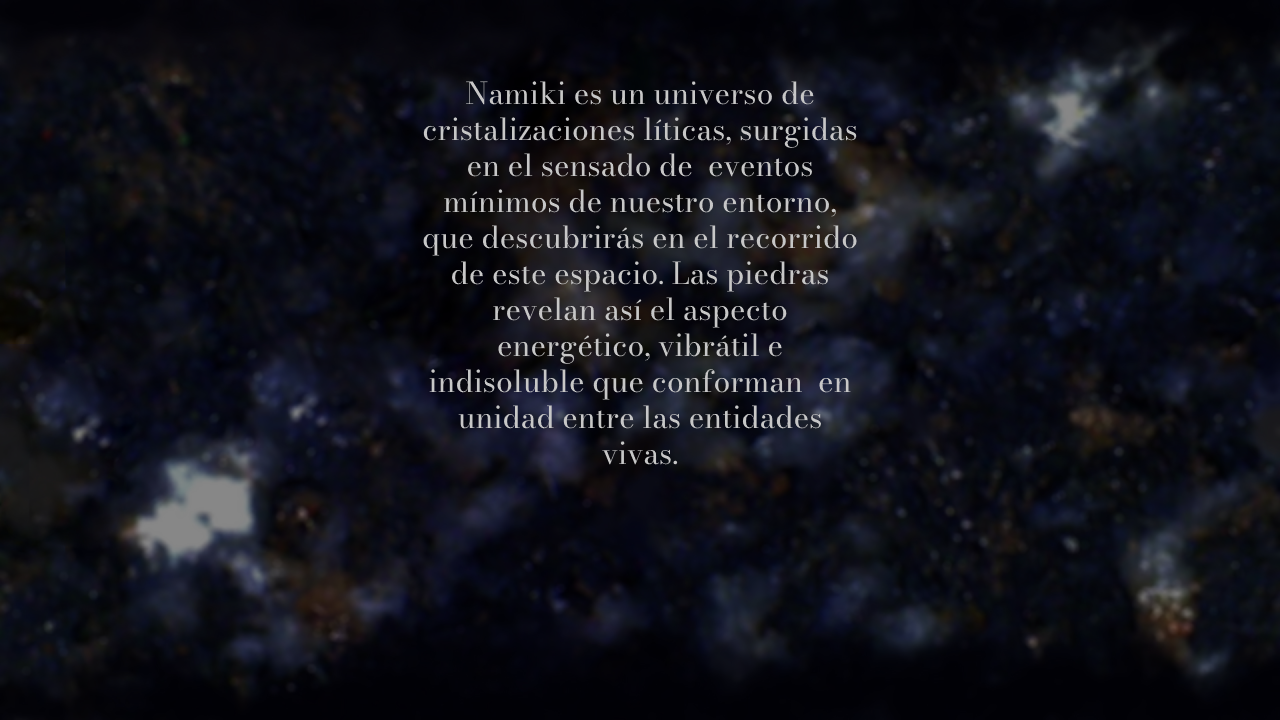 Namiki es un universo de
cristalizaciones líticas, surgidas
en el sensado de  eventos
mínimos de nuestro entorno,
que descubrirás en el recorrido
de este espacio. Las piedras
revelan así el aspecto
energético, vibrátil e
indisoluble que conforman  en
unidad entre las entidades
vivas.